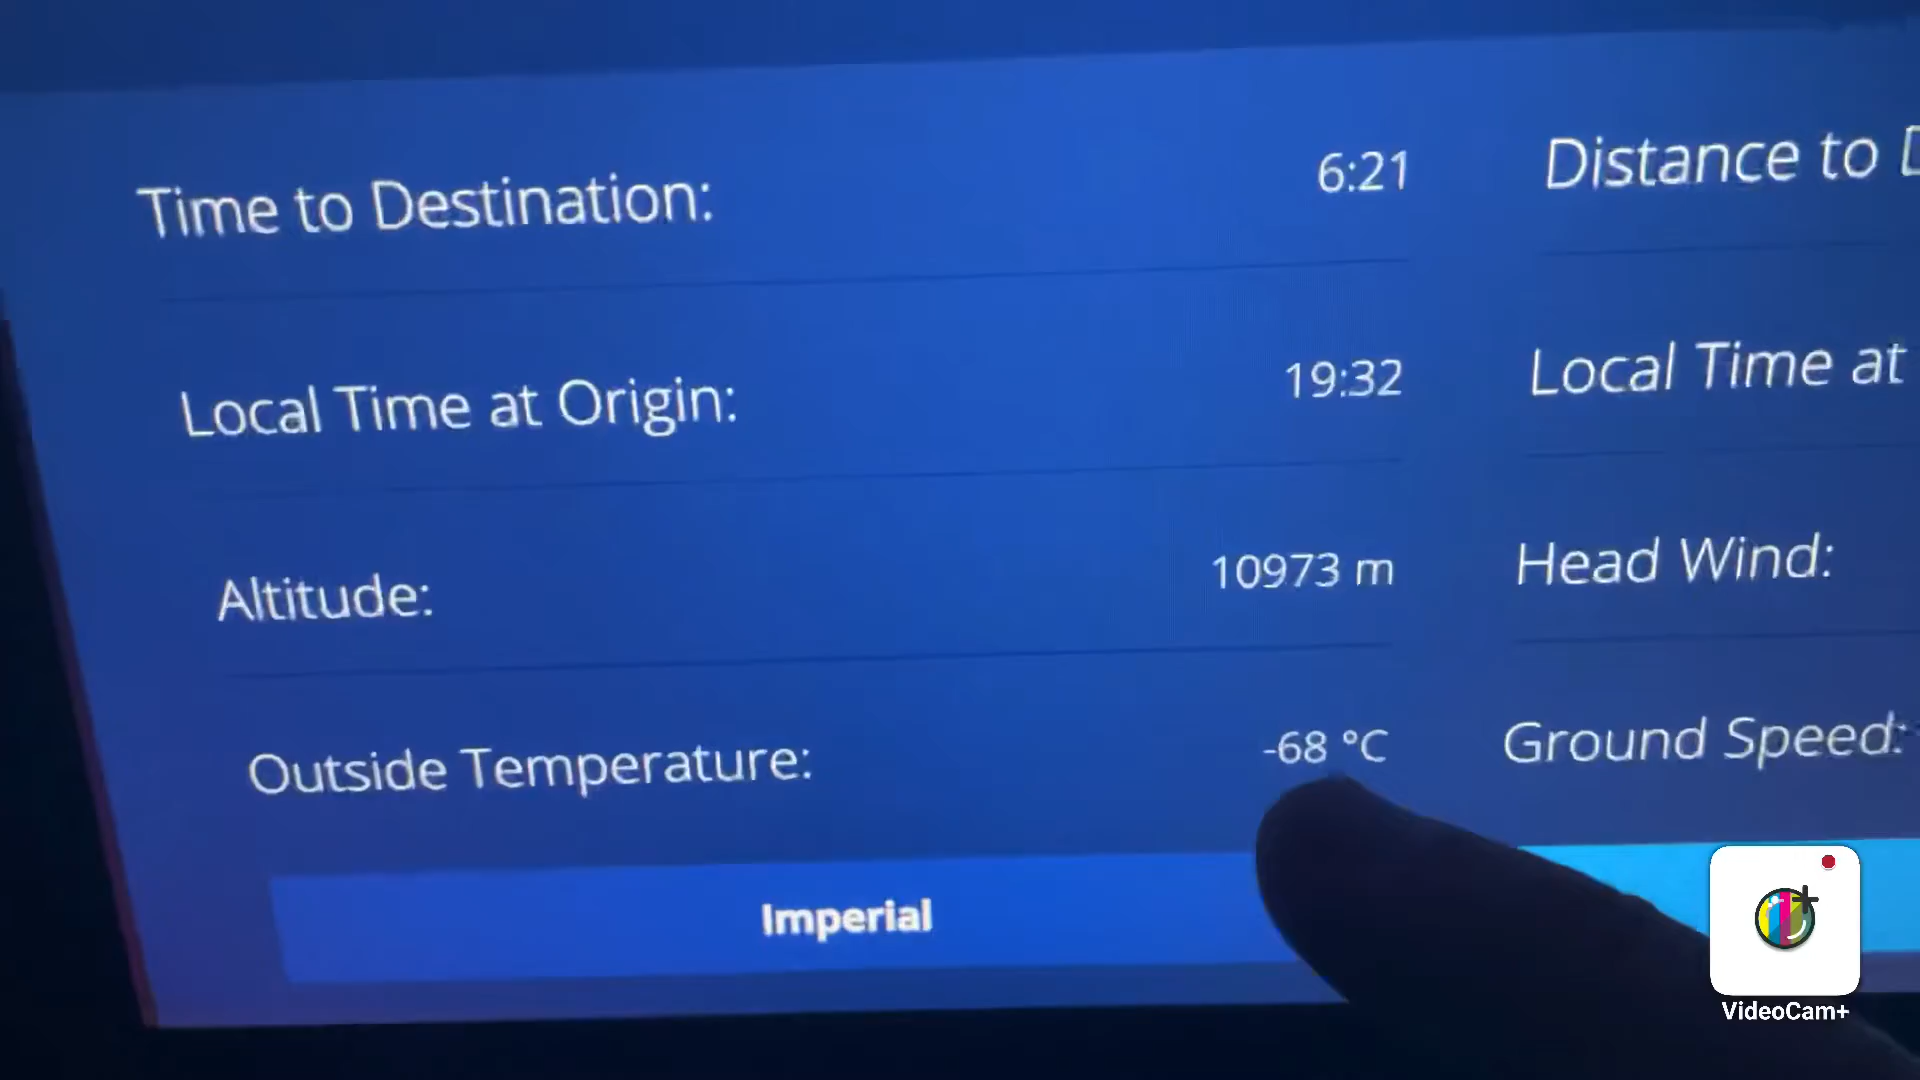 Time to Destination: 6:21
Distance to
Local Time at Origin: 19:32
Local Time at
Altitude: 10973 m
Head Wind:
Outside Temperature: -68 °C
Ground Speed:
Imperial
VideoCam+